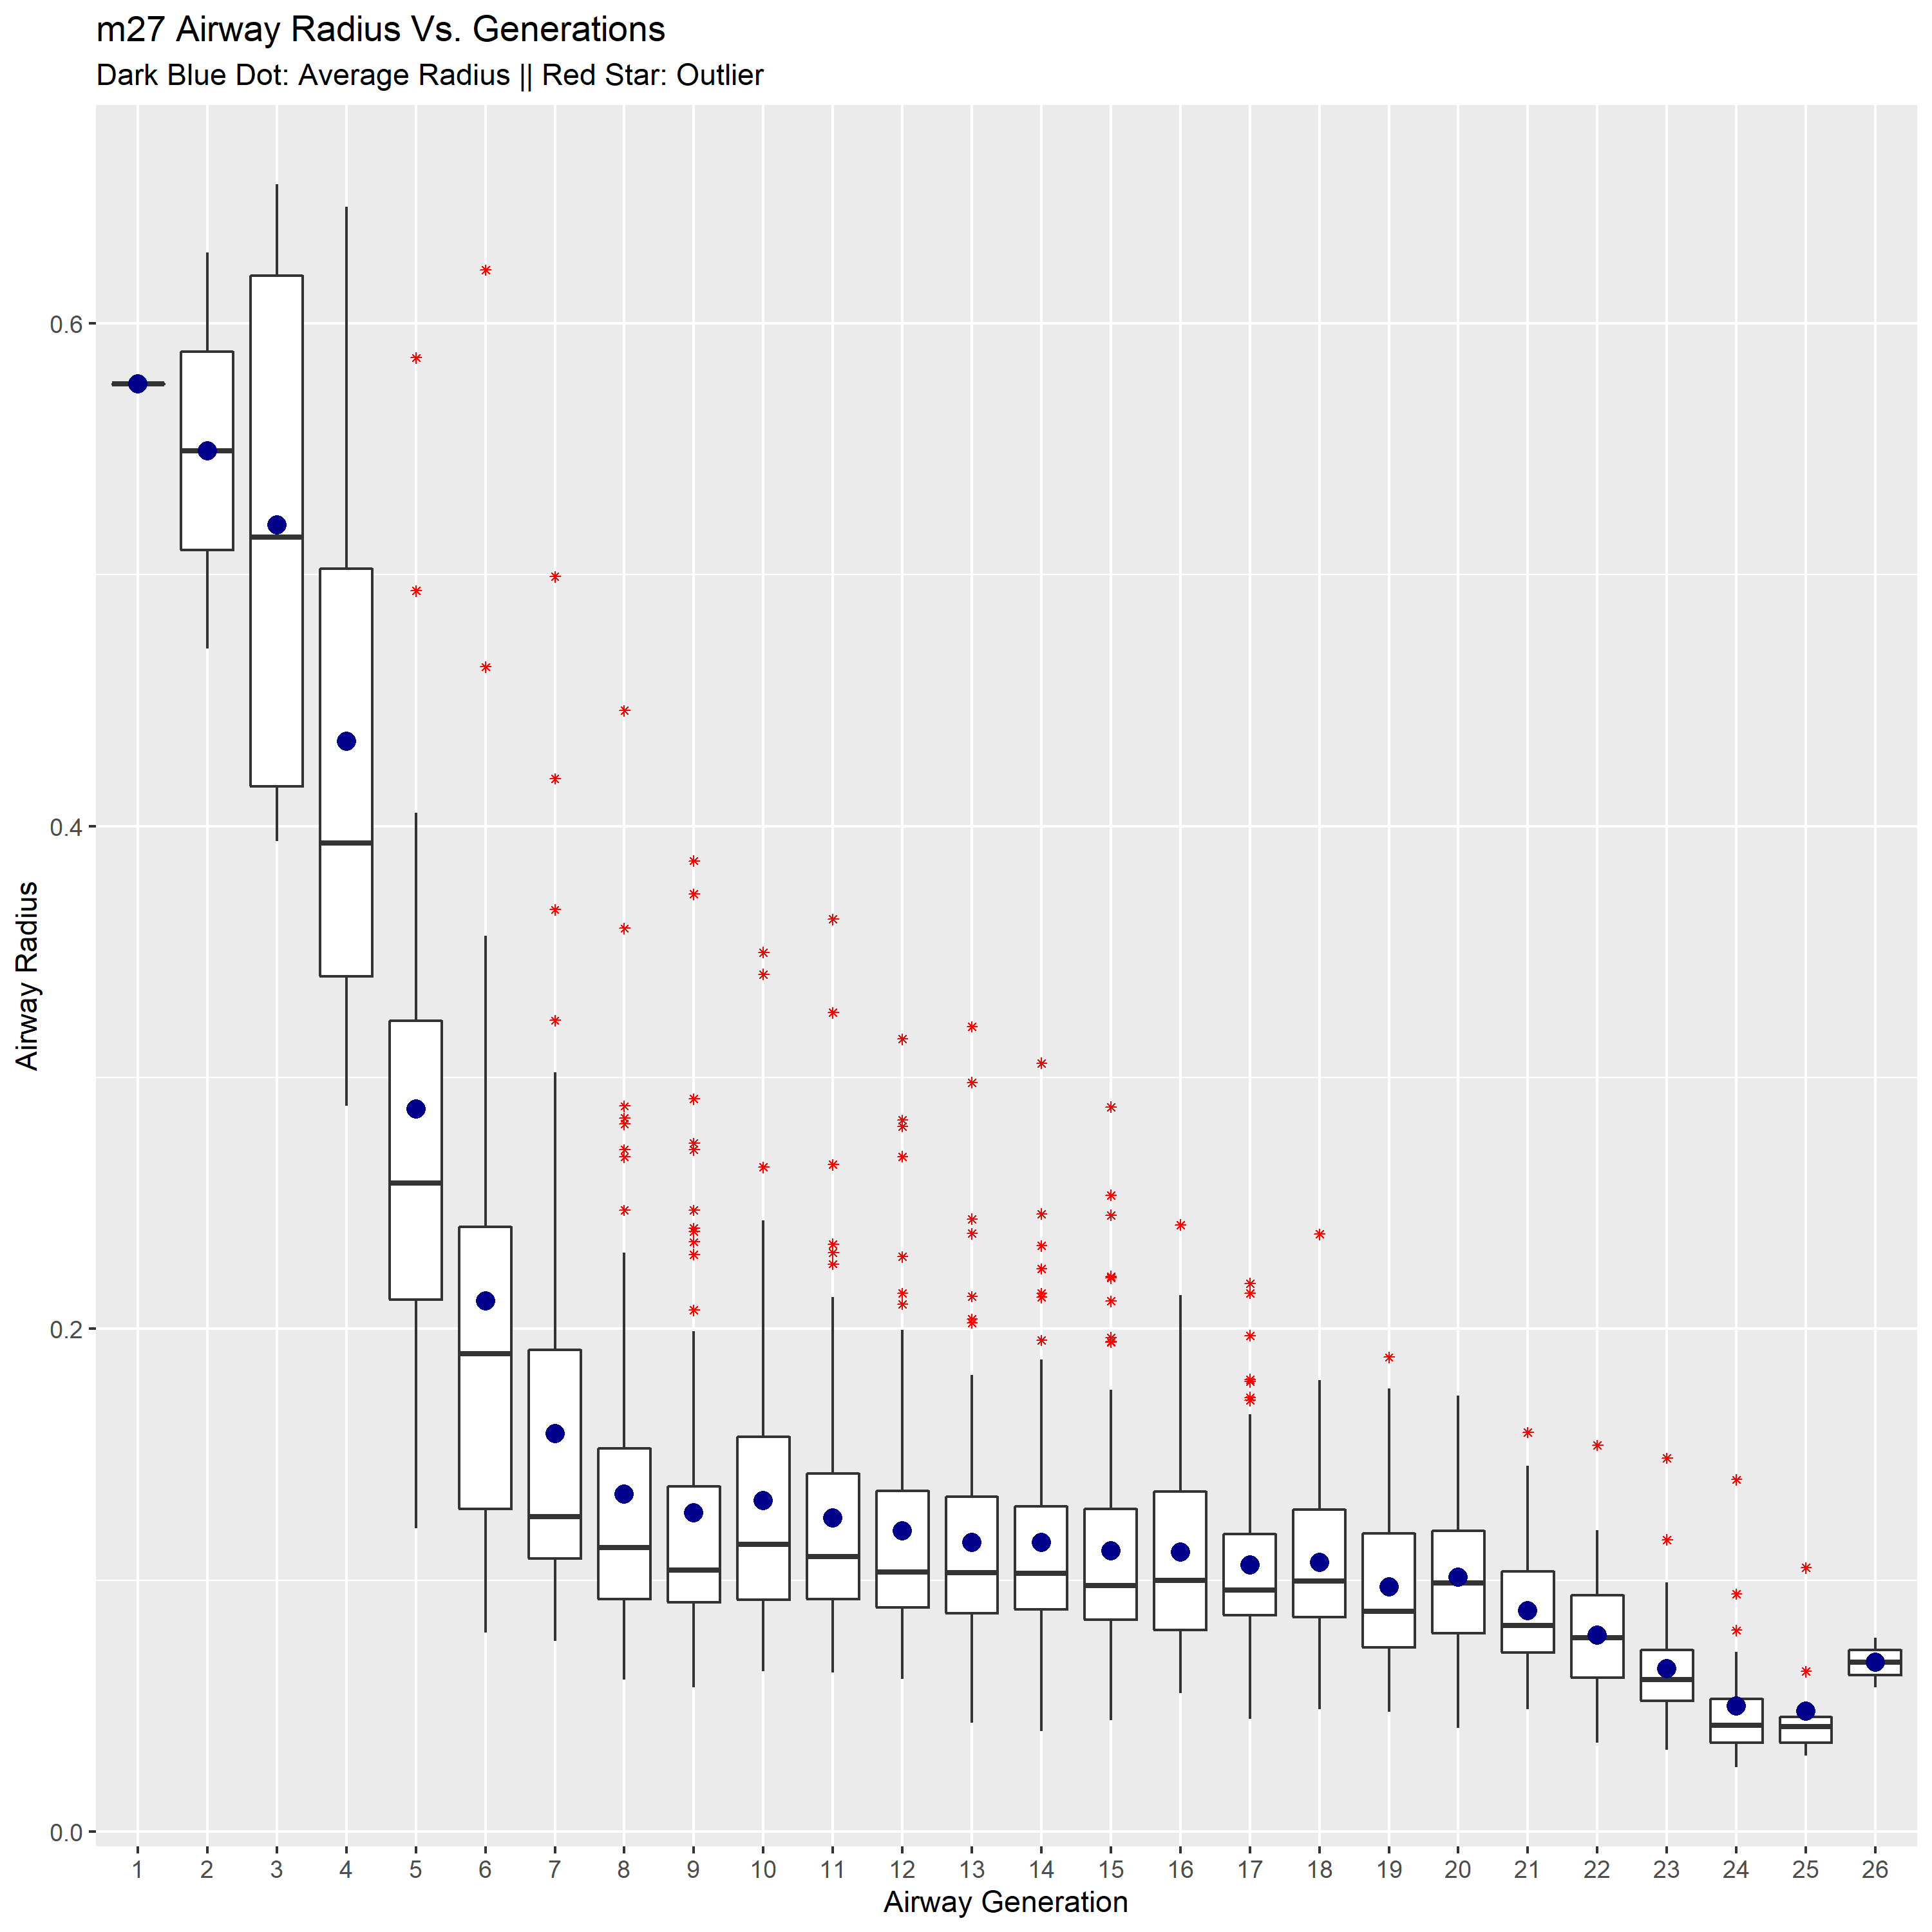 m27 Airway Radius Vs. Generations
Dark Blue Dot: Average Radius || Red Star: Outlier
Airway Radius
0.6
0.4
0.2
0.0
1 2 3 4 5 6 7 8 9 10 11 12 13 14 15 16 17 18 19 20 21 22 23 24 25 26
Airway Generation